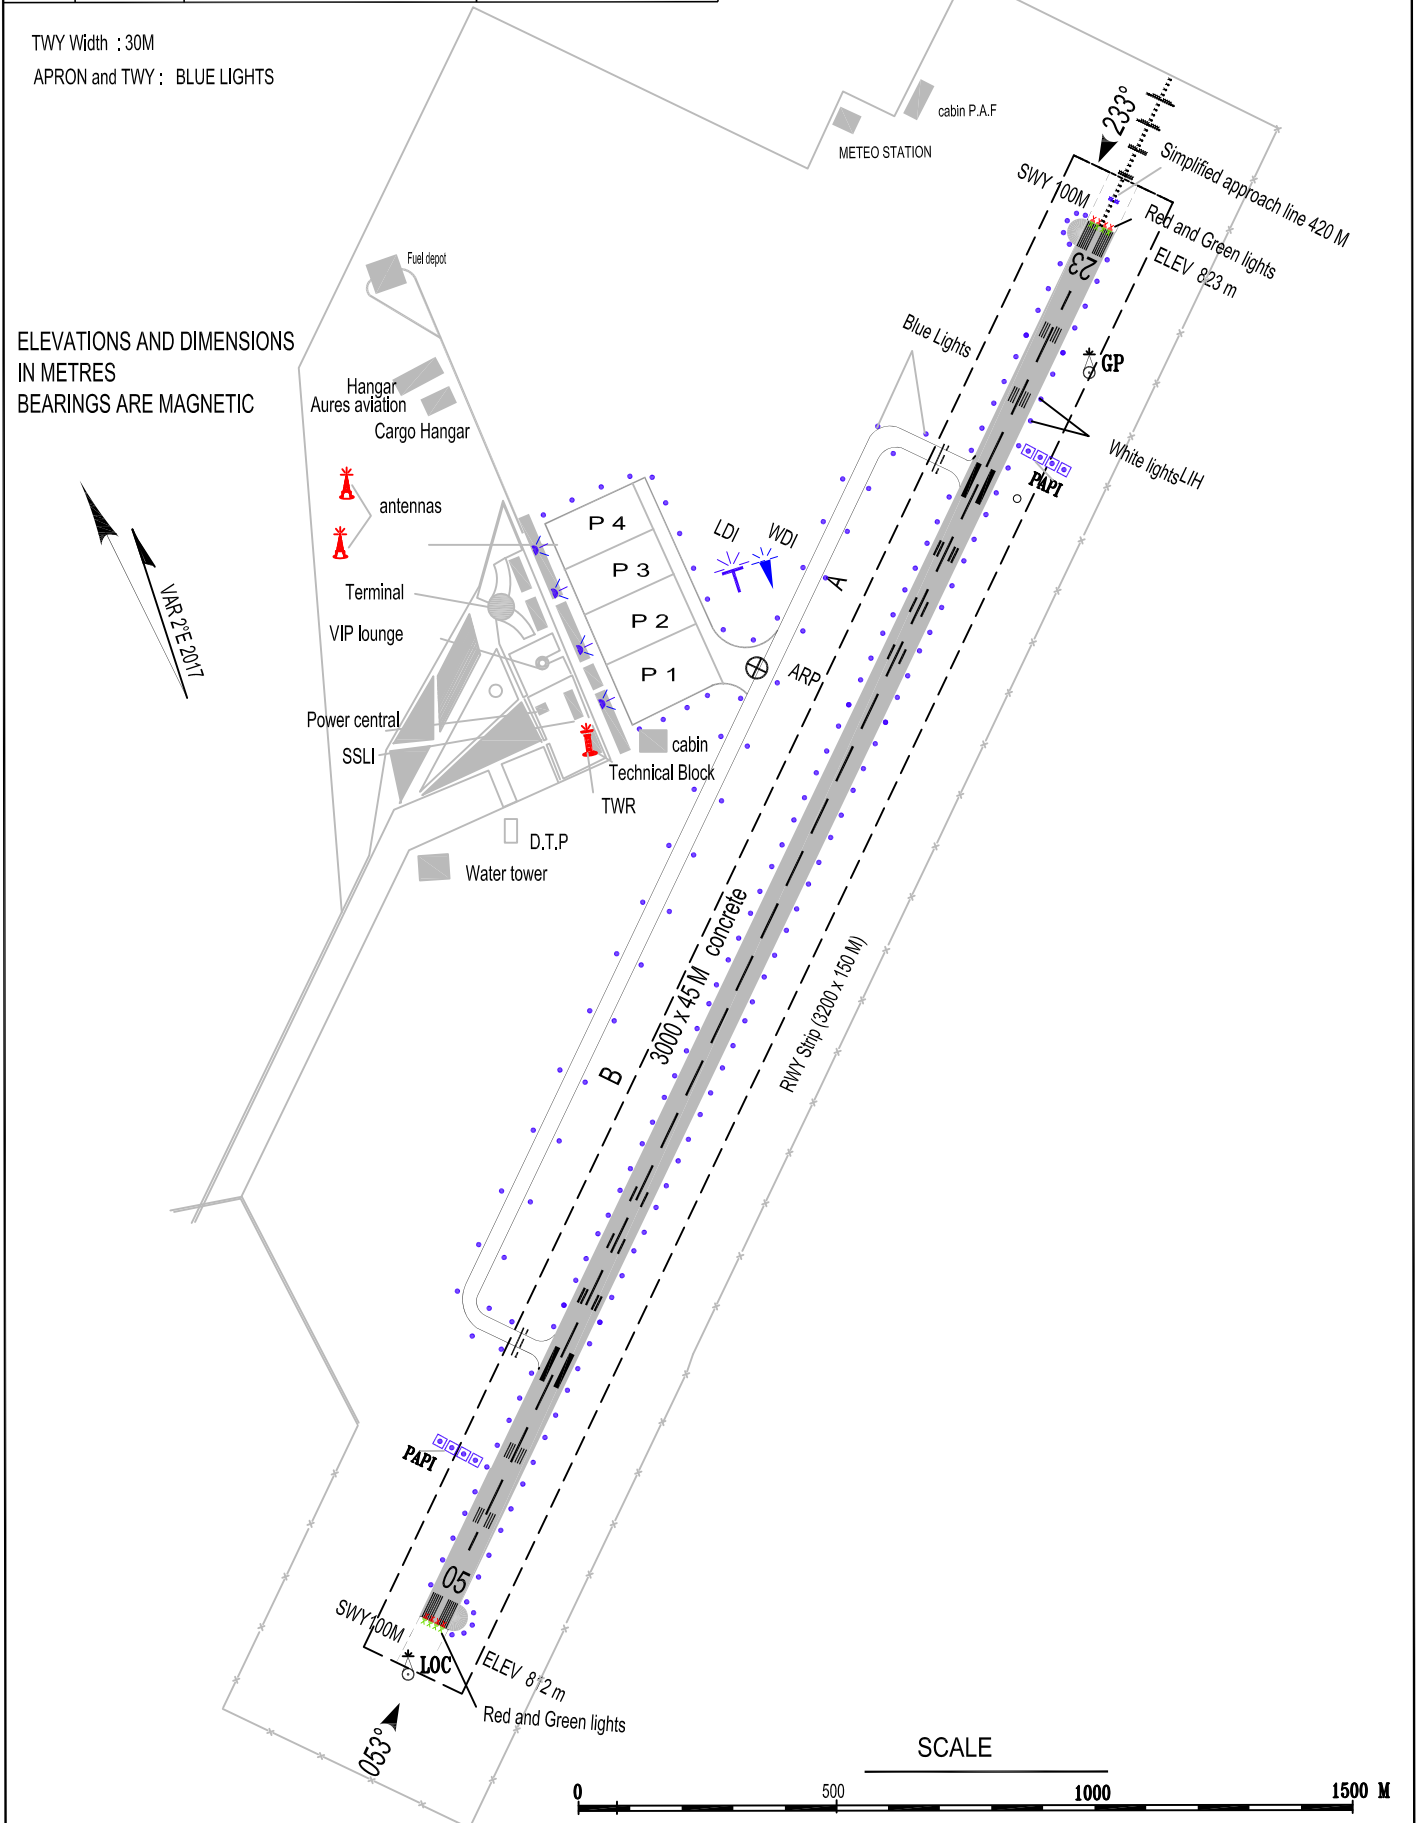 TWY Width : 30M
APRON and TWY : BLUE LIGHTS
cabin P.A.F
METEO STATION
233°
SWY 100M
Simplified approach line 420 M
Red and Green lights
ELEV 823 m
23
Fuel depot
ELEVATIONS AND DIMENSIONS
IN METRES
BEARINGS ARE MAGNETIC
Blue Lights
GP
Hangar
Aures aviation
Cargo Hangar
White lights LIH
PAPI
antennas
P 4
P 3
P 2
P 1
LDI
WDI
A
VAR 2°E 2017
Terminal
VIP lounge
ARP
Power central
SSLI
cabin
Technical Block
TWR
D.T.P
Water tower
3000 x 45 M concrete
RWY Strip (3200 x 150 M)
B
PAPI
05
SWY 100M
LOC
ELEV 812 m
Red and Green lights
053°
SCALE
0 500 1000 1500 M